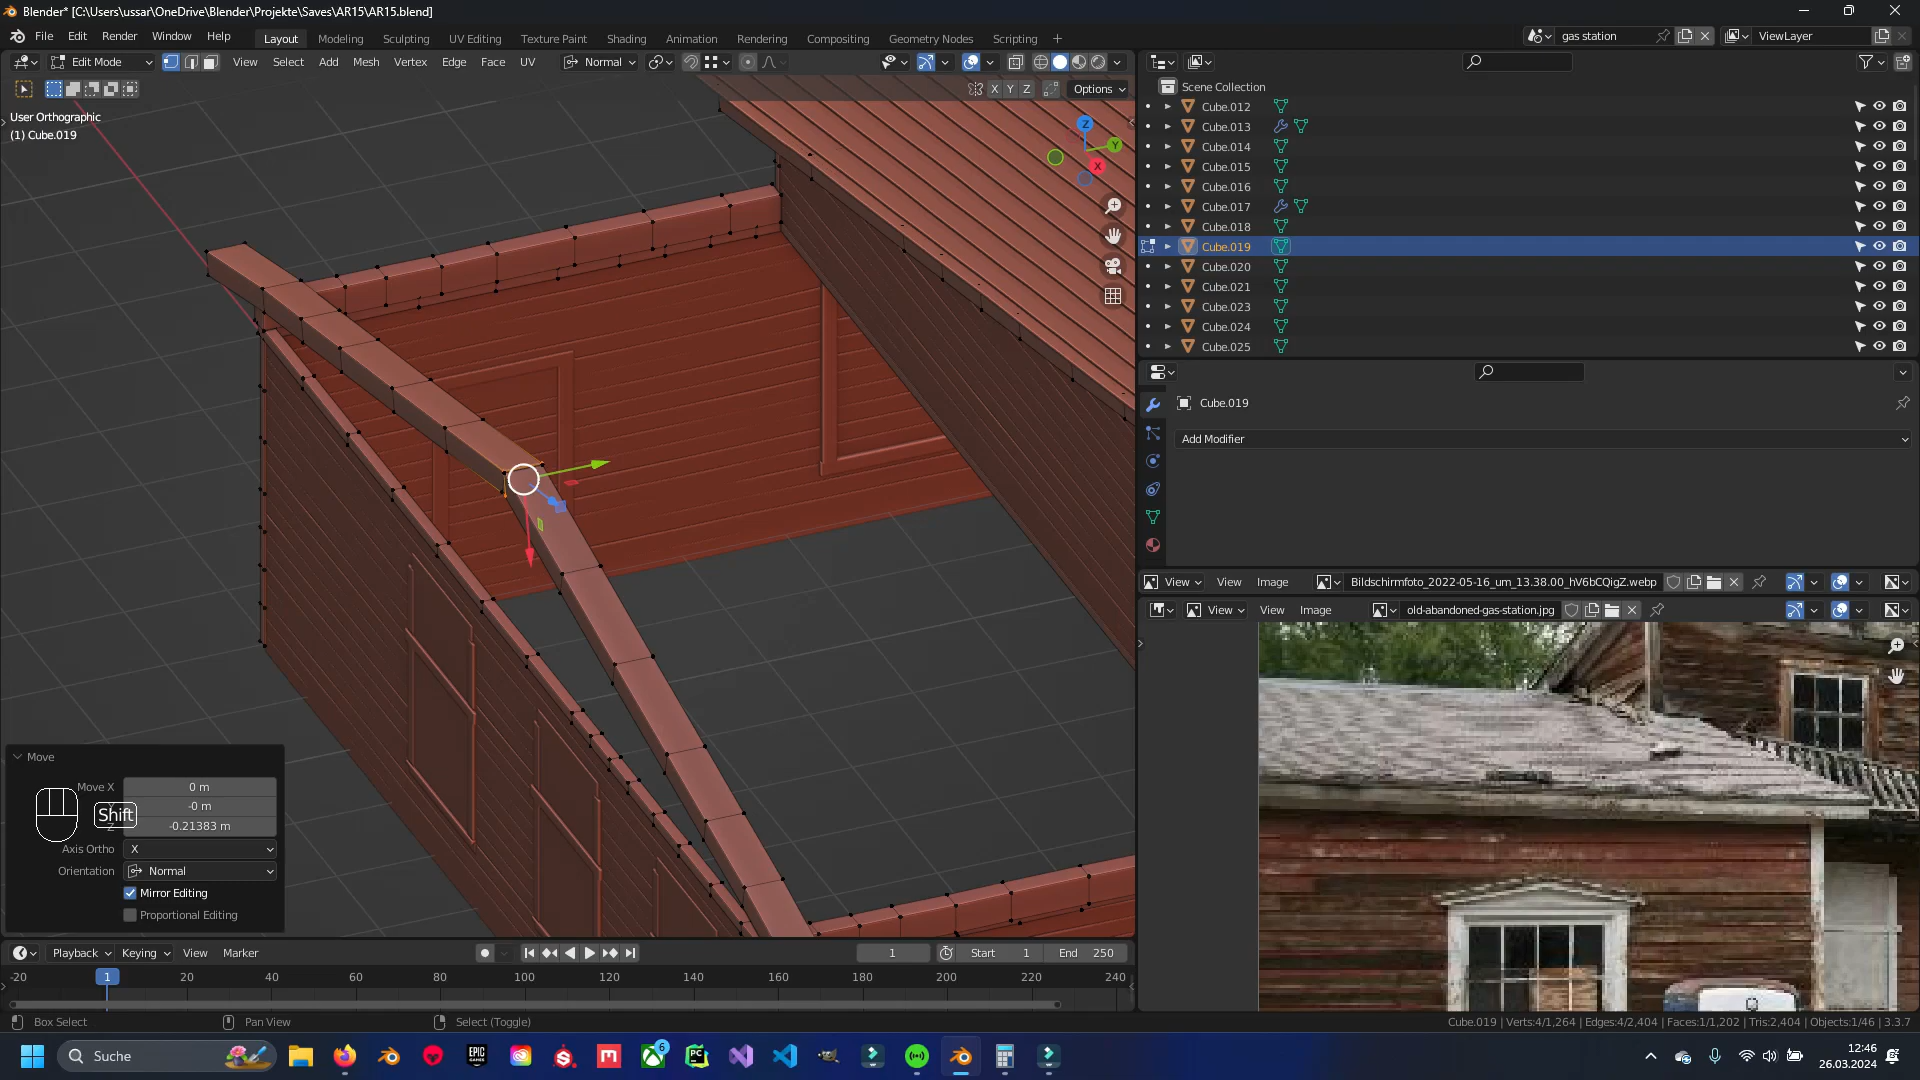 Blender* [C:\Users\ussar\OneDrive\Blender\Projekte\Saves\AR15\AR15.blend]
File Edit Render Window Help
Layout Modeling Sculpting UV Editing Texture Paint Shading Animation Rendering Compositing Geometry Nodes Scripting +
gas station
ViewLayer
Edit Mode
View Select Add Mesh Vertex Edge Face UV
Normal
X Y Z
Options
User Orthographic
(1) Cube.019
Z
Y
X
Scene Collection
Cube.012
Cube.013
Cube.014
Cube.015
Cube.016
Cube.017
Cube.018
Cube.019
Cube.020
Cube.021
Cube.023
Cube.024
Cube.025
Cube.019
Add Modifier
View View Image Bildschirmfoto_2022-05-16_um_13.38.00_hV6bCQigZ.webp
View View Image old-abandoned-gas-station.jpg
Move
Move X 0 m
-0 m
Shift
Z -0.21383 m
Axis Ortho X
Orientation Normal
Mirror Editing
Proportional Editing
Playback Keying View Marker
1 Start 1 End 250
-20 1 20 40 60 80 100 120 140 160 180 200 220 240
Box Select Pan View Select (Toggle)
Cube.019 | Verts:4/1,264 | Edges:4/2,404 | Faces:1/1,202 | Tris:2,404 | Objects:1/46 | 3.3.7
Suche
EPIC GAMES
6
PC
12:46
26.03.2024